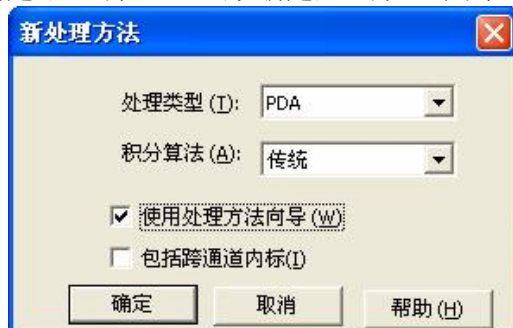 新处理方法
处理类型(T): PDA
积分算法(A): 传统
使用处理方法向导(W)
包括跨通道内标(I)
确定 取消 帮助(H)